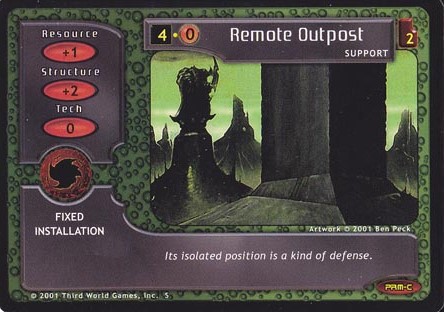 Resource
+1
Structure
+2
Tech
0
4 • 0
Remote Outpost
2
SUPPORT
FIXED
INSTALLATION
Artwork © 2001 Ben Peck.
Its isolated position is a kind of defense.
© 2001 Third World Games, Inc. S
PRM-C